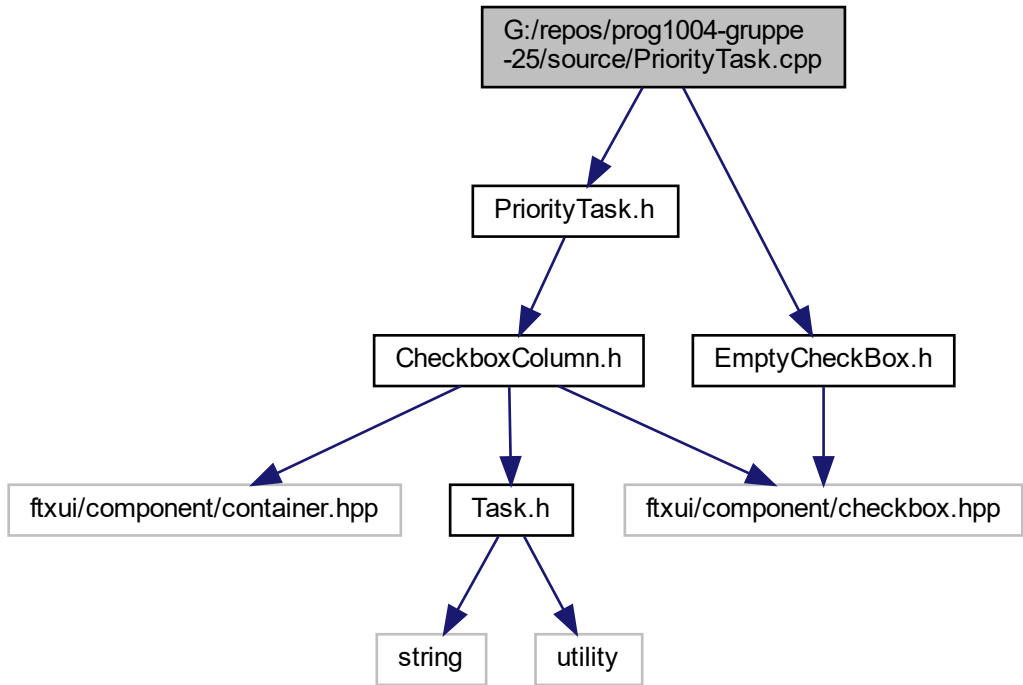 G:/repos/prog1004-gruppe
-25/source/PriorityTask.cpp
PriorityTask.h
CheckboxColumn.h
EmptyCheckBox.h
ftxui/component/container.hpp
Task.h
ftxui/component/checkbox.hpp
string
utility